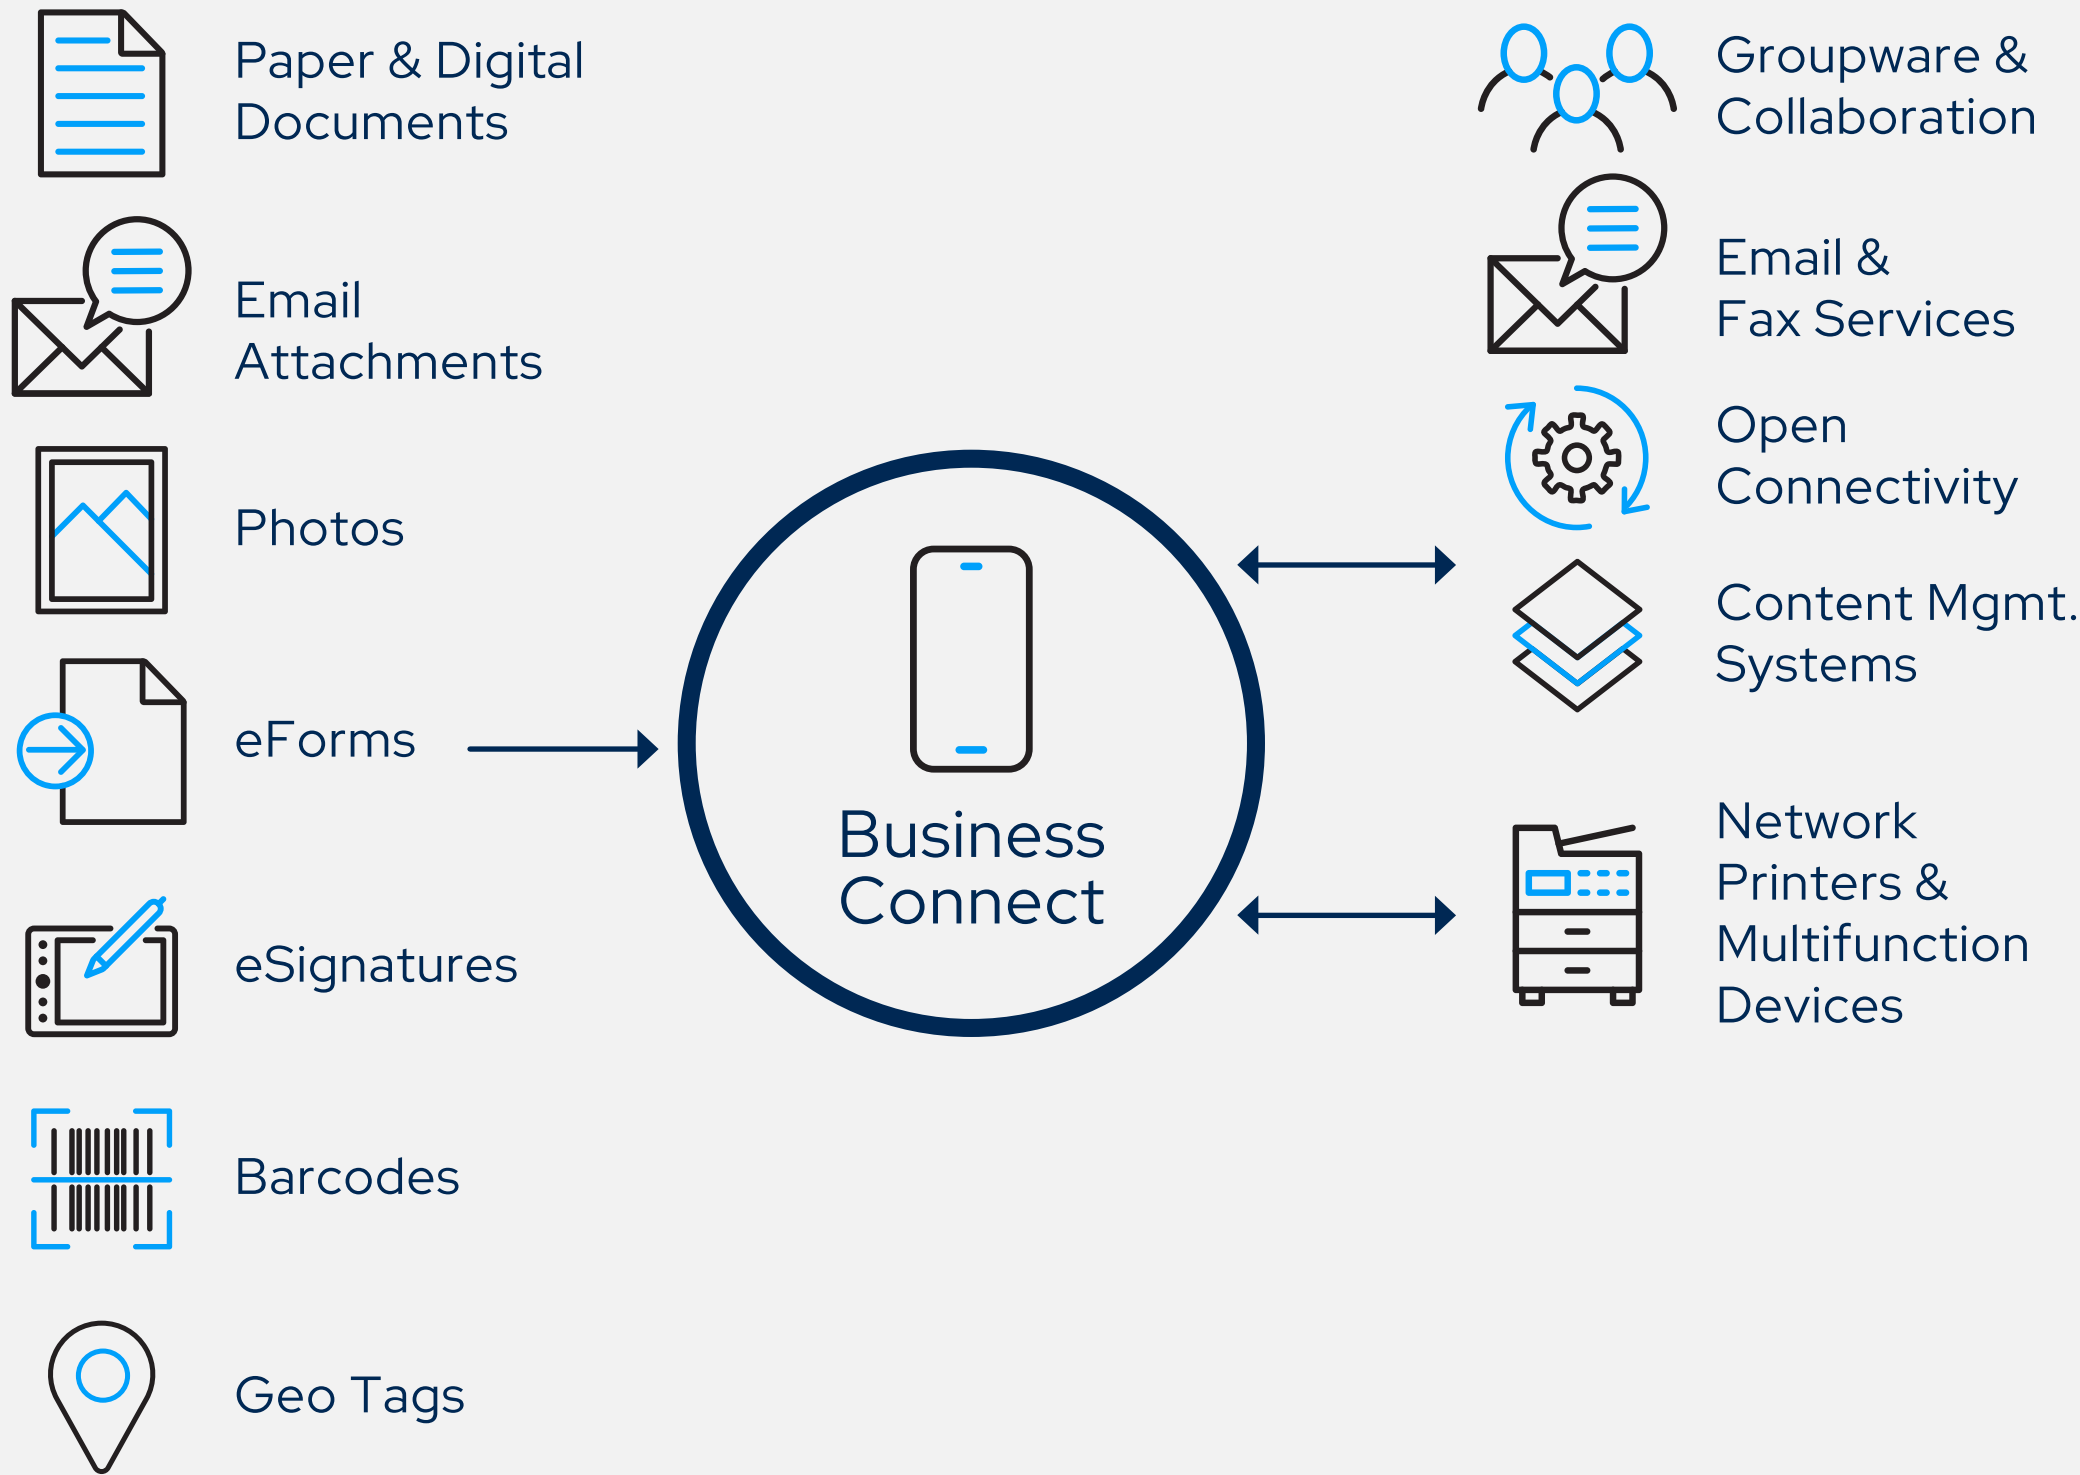 Paper & Digital
Documents
Email
Attachments
Photos
eForms
eSignatures
Barcodes
Geo Tags
Business
Connect
Groupware &
Collaboration
Email &
Fax Services
Open
Connectivity
Content Mgmt.
Systems
Network
Printers &
Multifunction
Devices